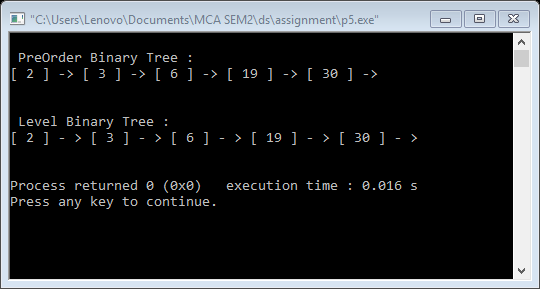 "C:\Users\Lenovo\Documents\MCA SEM2\ds\assignment\p5.exe"
PreOrder Binary Tree :
[ 2 ] -> [ 3 ] -> [ 6 ] -> [ 19 ] -> [ 30 ] ->
Level Binary Tree :
[ 2 ] - > [ 3 ] - > [ 6 ] - > [ 19 ] - > [ 30 ] - >
Process returned 0 (0x0)   execution time : 0.016 s
Press any key to continue.